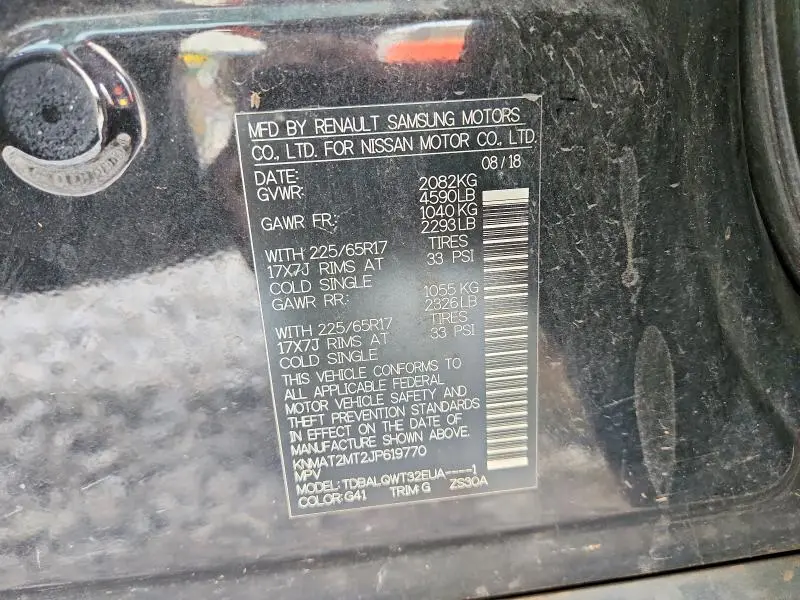 MFD BY RENAULT SAMSUNG MOTORS
CO., LTD. FOR NISSAN MOTOR CO., LTD.
DATE: 08/18
GVWR: 2082KG
4590LB
GAWR FR: 1040 KG
2293LB
WITH 225/65R17 TIRES
17X7J RIMS AT 33 PSI
COLD SINGLE
GAWR RR: 1055 KG
2326LB
WITH 225/65R17 TIRES
17X7J RIMS AT 33 PSI
COLD SINGLE
THIS VEHICLE CONFORMS TO
ALL APPLICABLE FEDERAL
MOTOR VEHICLE SAFETY AND
THEFT PREVENTION STANDARDS
IN EFFECT ON THE DATE OF
MANUFACTURE SHOWN ABOVE.
KNMAT2MT2JP619770
MPV
MODEL: TDBALQWT32EUA----1
COLOR: G41 TRIM: G ZS30A